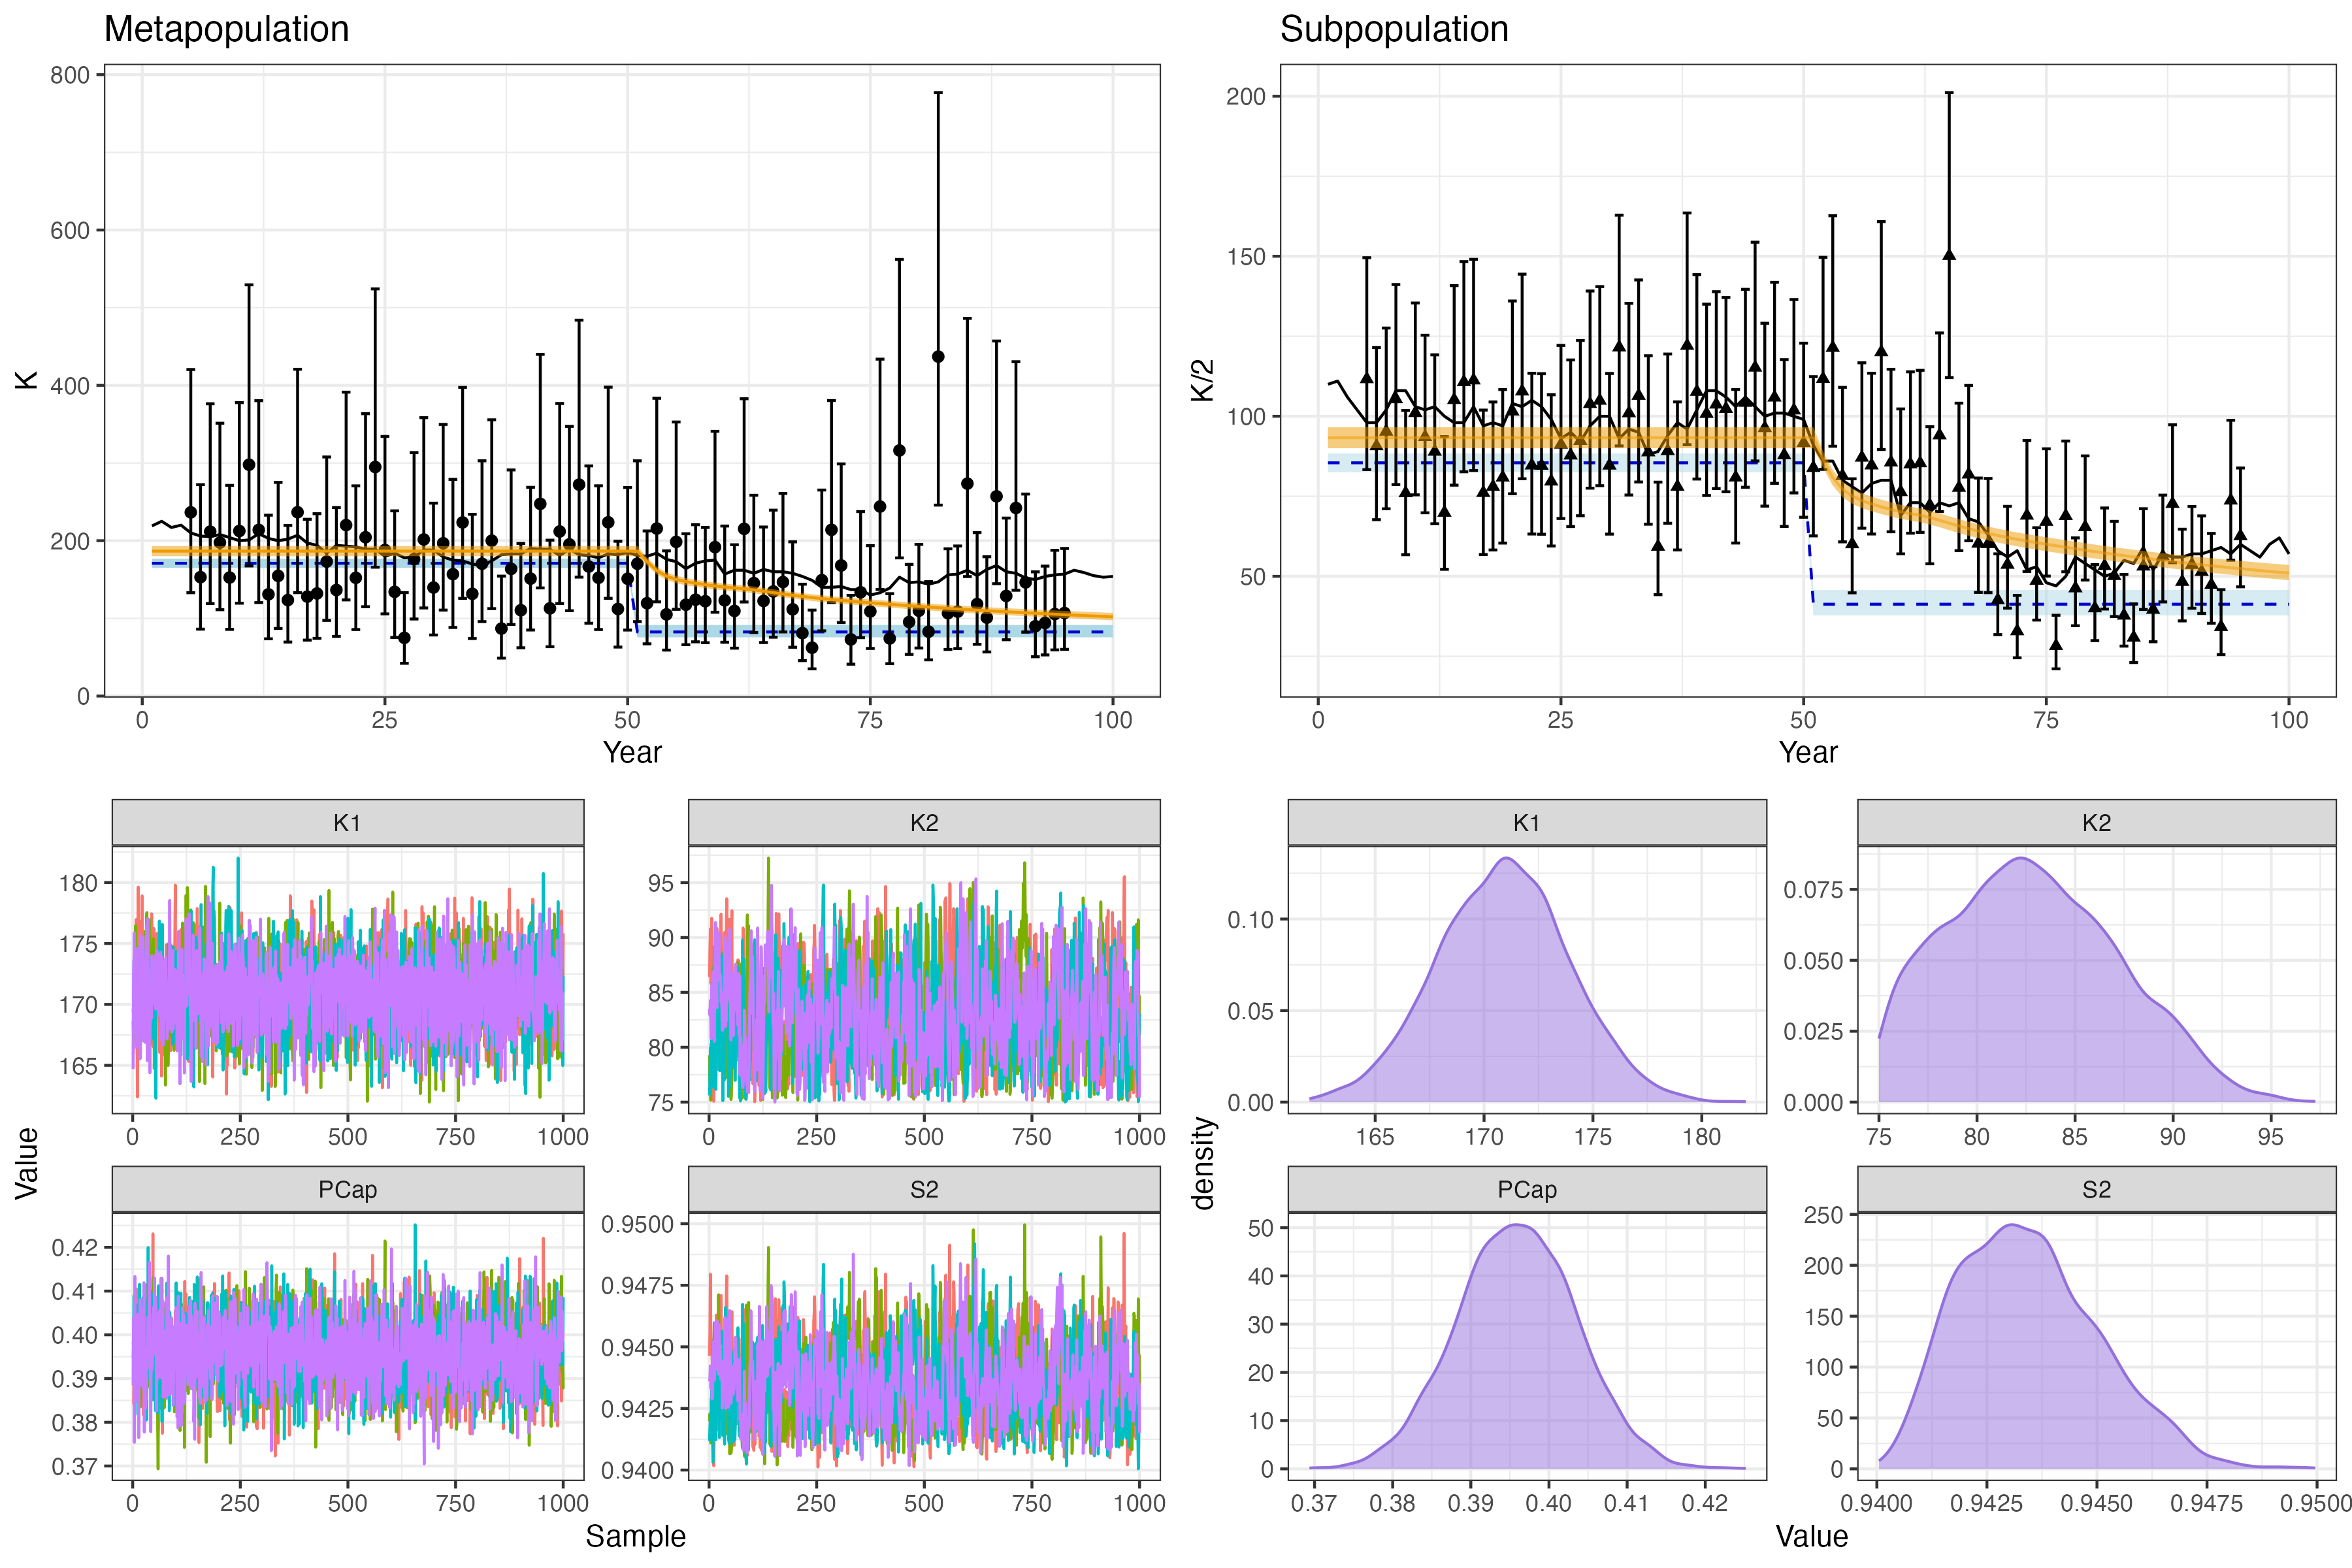 Metapopulation
Subpopulation
800
600
400
200
0
K
0 25 50 75 100
Year
200
150
100
50
K/2
0 25 50 75 100
Year
K1
180
175
170
165
0 250 500 750 1000
K2
95
90
85
80
75
0 250 500 750 1000
PCap
0.42
0.41
0.40
0.39
0.38
0.37
0 250 500 750 1000
S2
0.9500
0.9475
0.9450
0.9425
0.9400
0 250 500 750 1000
Value
Sample
K1
0.10
0.05
0.00
165 170 175 180
K2
0.075
0.050
0.025
0.000
75 80 85 90 95
PCap
50
40
30
20
10
0
0.37 0.38 0.39 0.40 0.41 0.42
S2
250
200
150
100
50
0
0.9400 0.9425 0.9450 0.9475 0.9500
density
Value